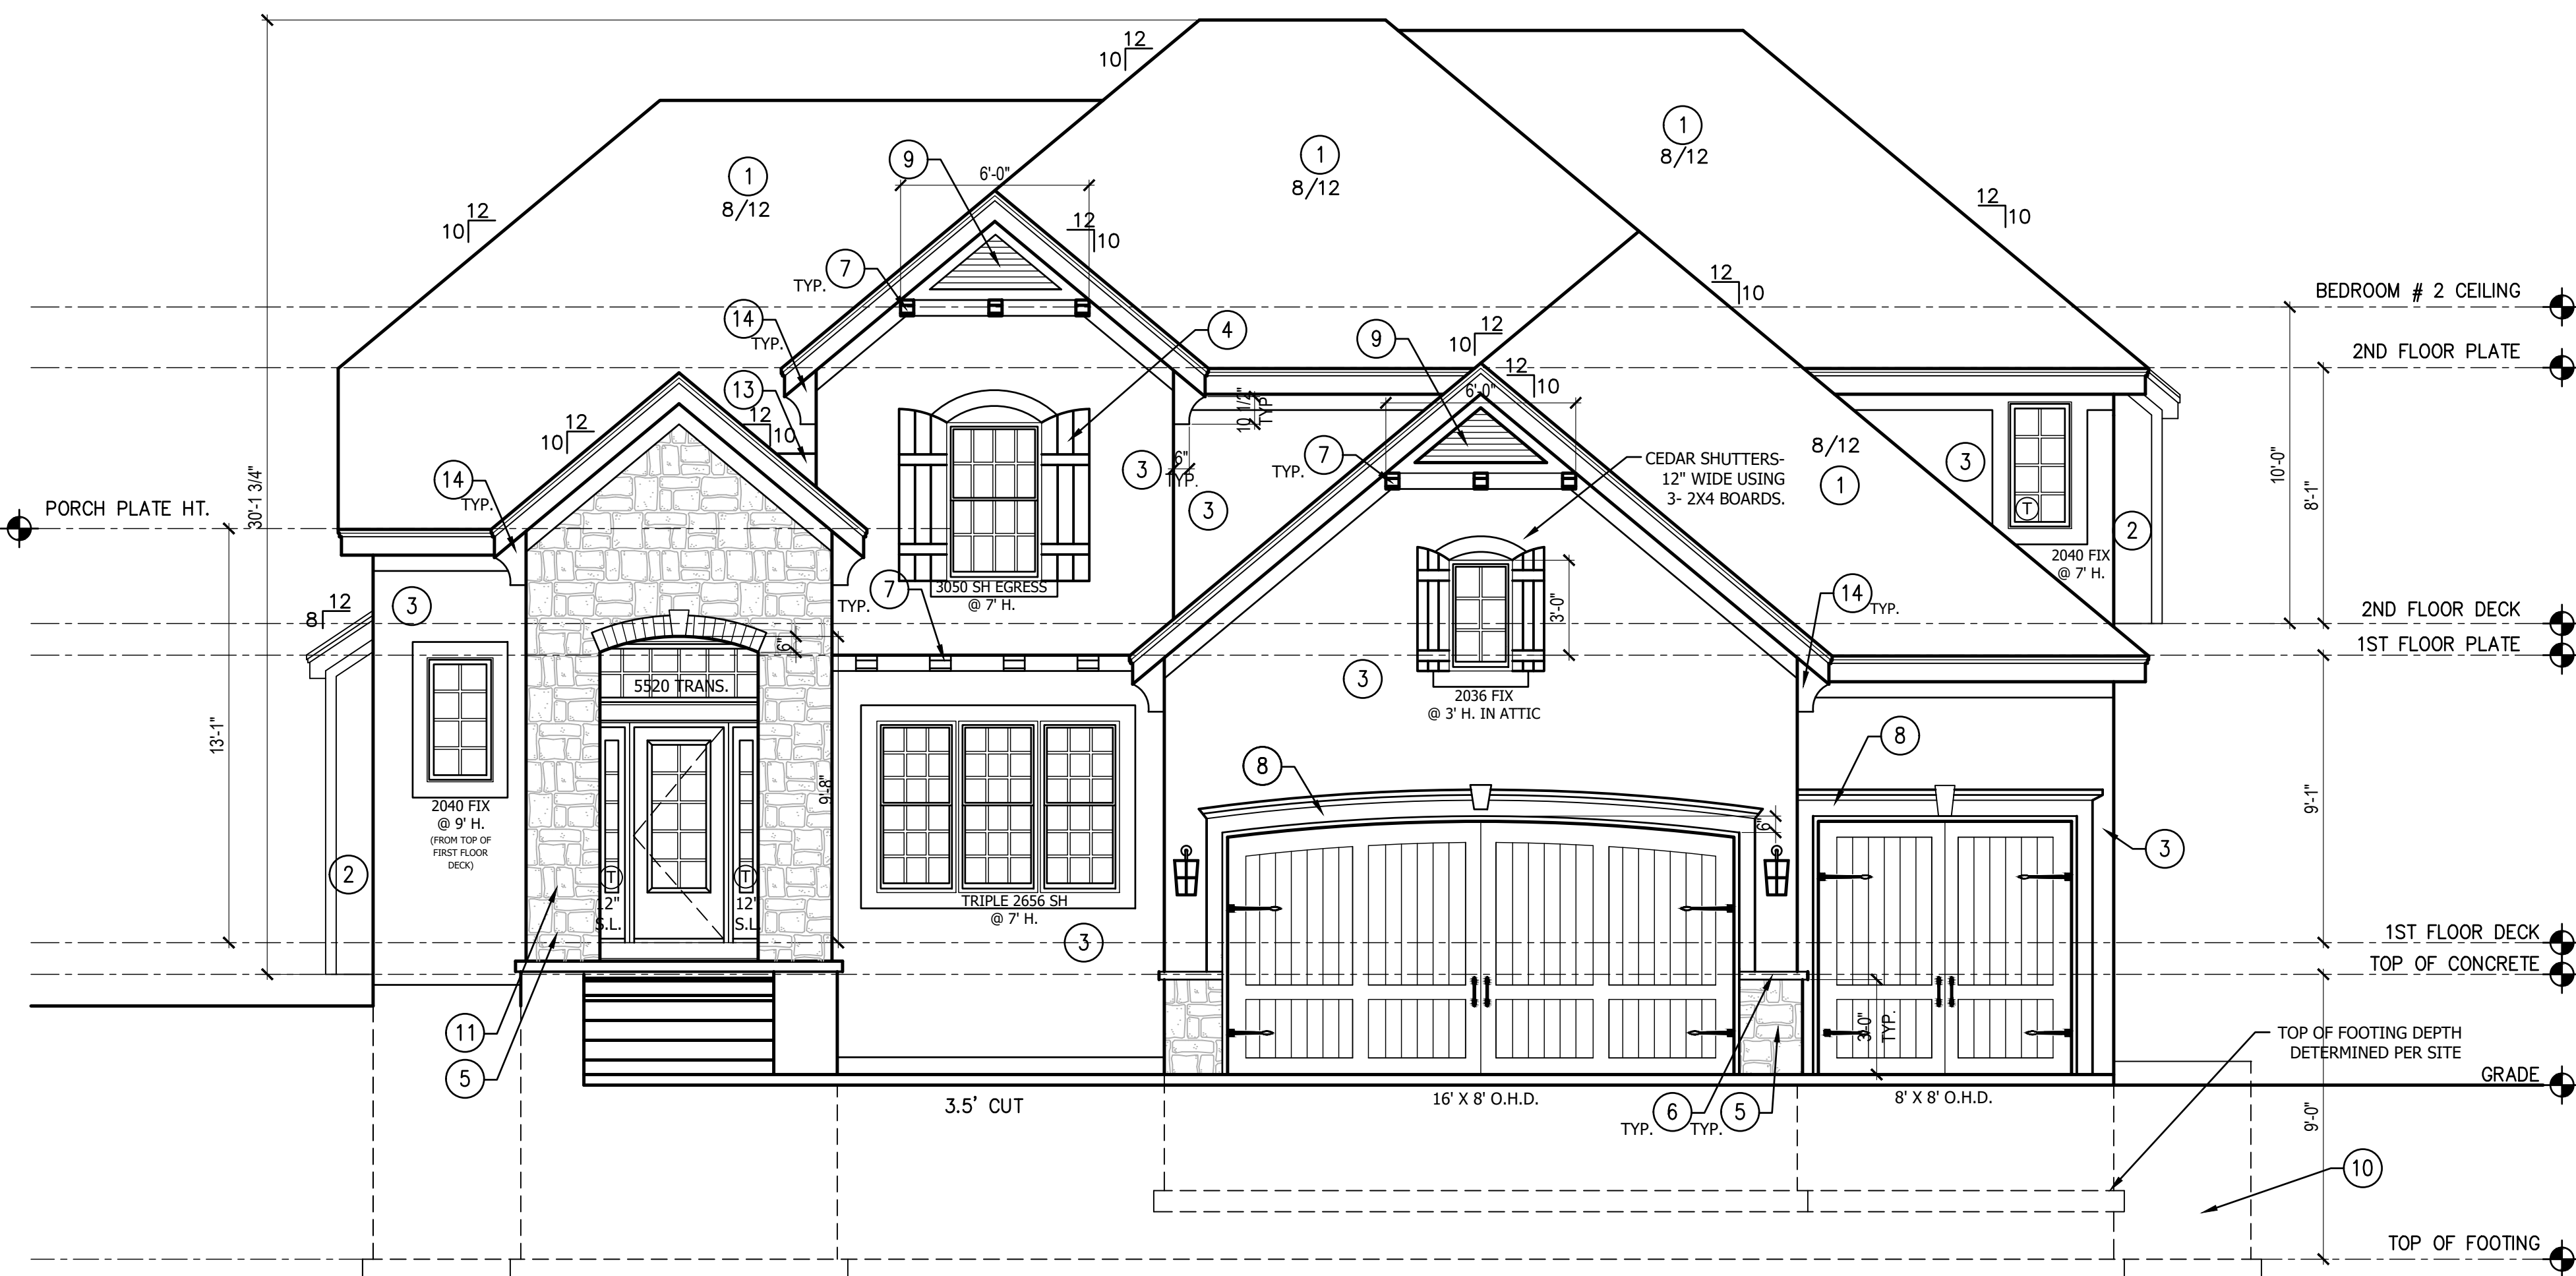 12
10
1
8/12
1
8/12
1
8/12
9
6'-0"
12
10
12
10
12
10
7
TYP.
12
10
BEDROOM # 2 CEILING
14
TYP.
4
9
12
10
2ND FLOOR PLATE
13
12
10
12
10
12
10
6'-0"
10 1/2"
TYP.
8/12
1
3
14
TYP.
3
6"
TYP.
7
TYP.
CEDAR SHUTTERS-
12" WIDE USING
3- 2X4 BOARDS.
10'-0"
8'-1"
30'-1 3/4"
PORCH PLATE HT.
3
T
2
2040 FIX
@ 7' H.
3050 SH EGRESS
@ 7' H.
7
TYP.
3
8
12
14
TYP.
2ND FLOOR DECK
3'-0"
6"
1ST FLOOR PLATE
3
5520 TRANS.
2036 FIX
@ 3' H. IN ATTIC
13'-1"
8
8
9'-8"
9'-1"
2040 FIX
@ 9' H.
(FROM TOP OF
FIRST FLOOR
DECK)
6"
3
2
T
T
12"
S.L.
12"
S.L.
TRIPLE 2656 SH
@ 7' H.
3
1ST FLOOR DECK
TOP OF CONCRETE
11
5
3'-0"
TYP.
TOP OF FOOTING DEPTH
DETERMINED PER SITE
GRADE
3.5' CUT
16' X 8' O.H.D.
TYP.
6
TYP.
5
8' X 8' O.H.D.
9'-0"
10
TOP OF FOOTING